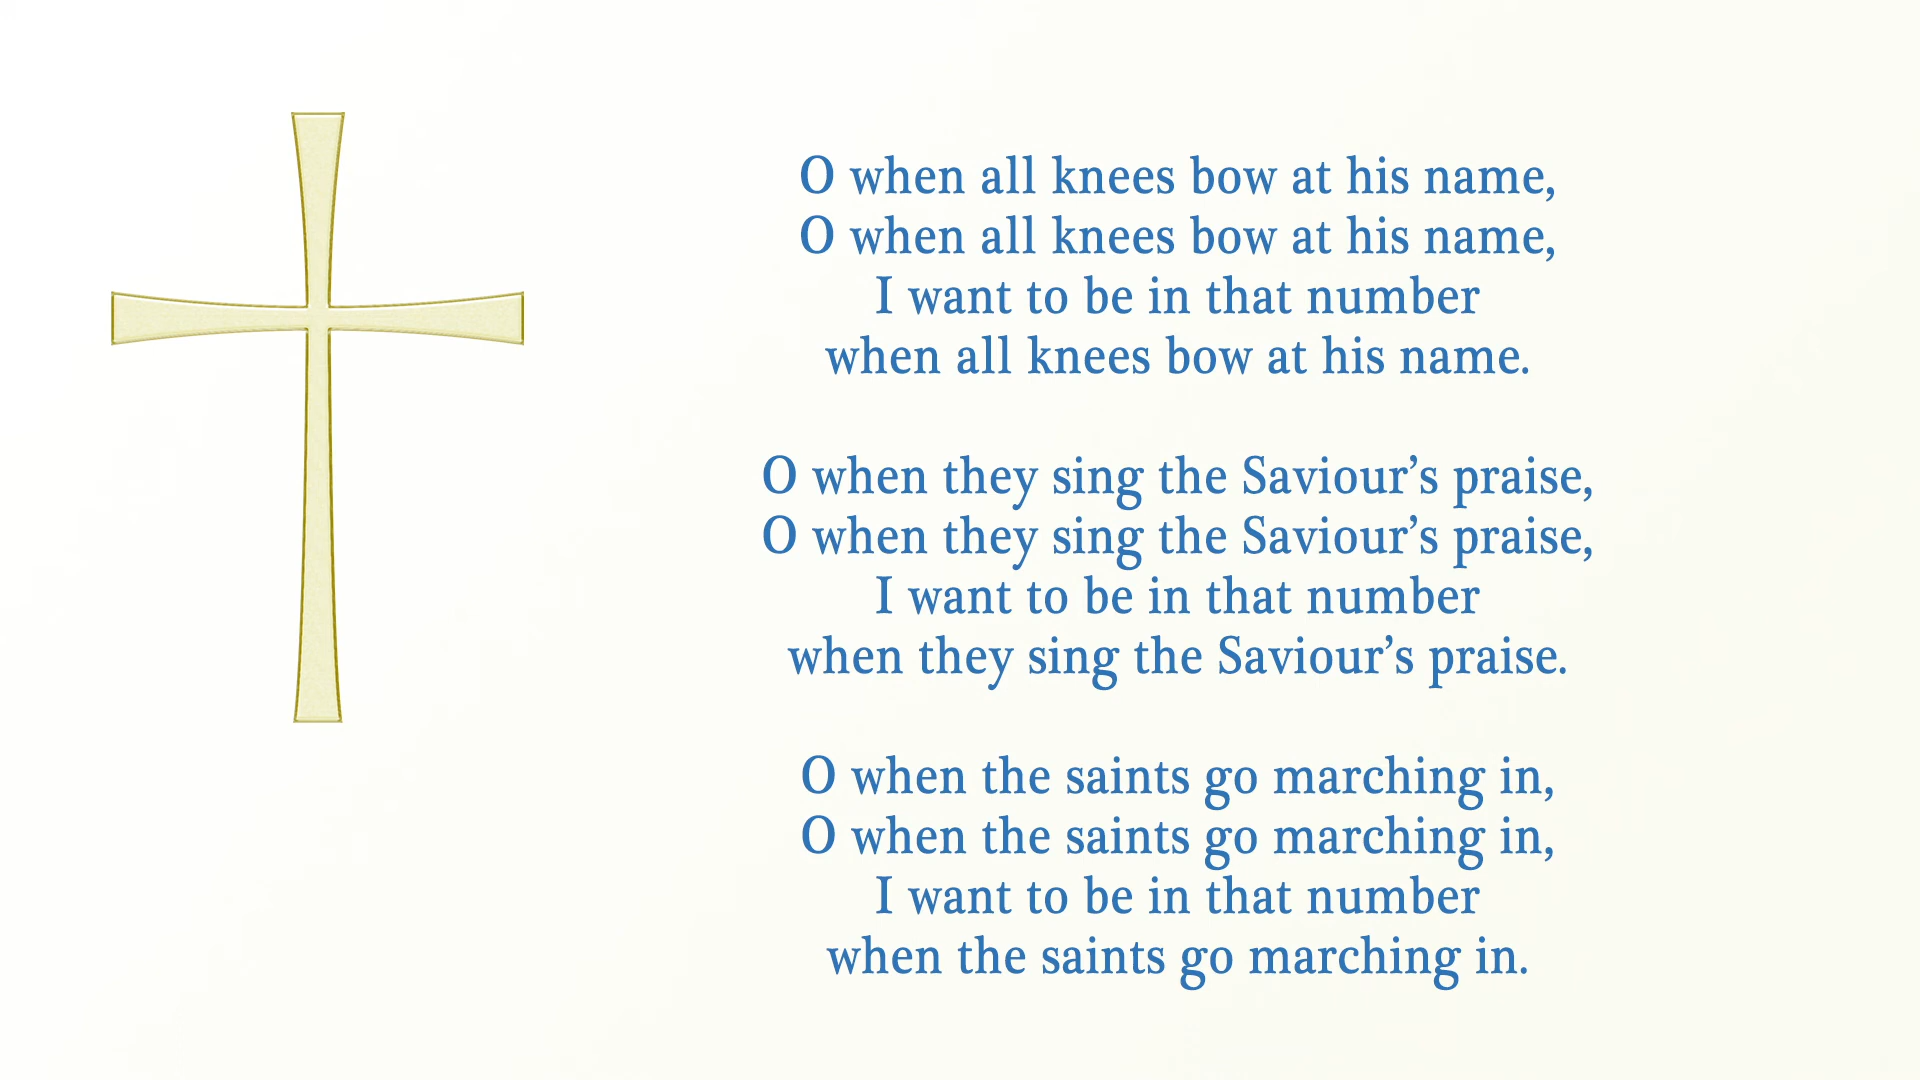 O when all knees bow at his name,
O when all knees bow at his name,
I want to be in that number
when all knees bow at his name.

O when they sing the Saviour’s praise,
O when they sing the Saviour’s praise,
I want to be in that number
when they sing the Saviour’s praise.

O when the saints go marching in,
O when the saints go marching in,
I want to be in that number
when the saints go marching in.